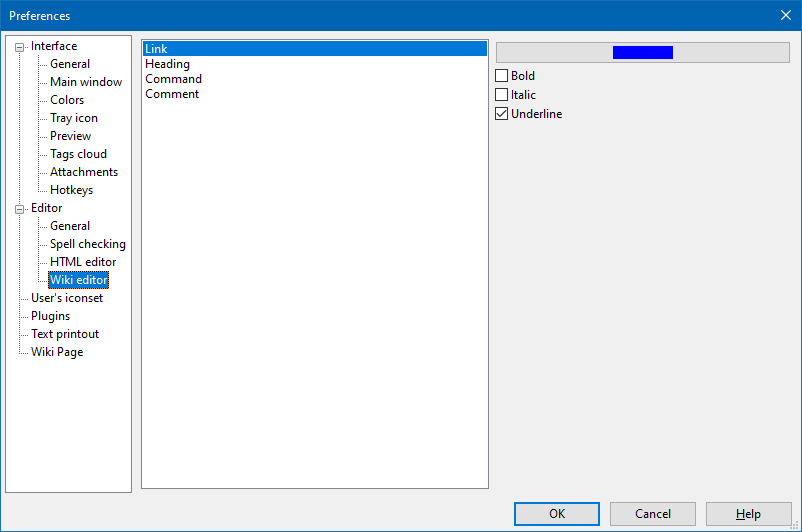 Preferences
Interface
General
Main window
Colors
Tray icon
Preview
Tags cloud
Attachments
Hotkeys
Editor
General
Spell checking
HTML editor
Wiki editor
User's iconset
Plugins
Text printout
Wiki Page
Link
Heading
Command
Comment
Bold
Italic
Underline
OK
Cancel
Help